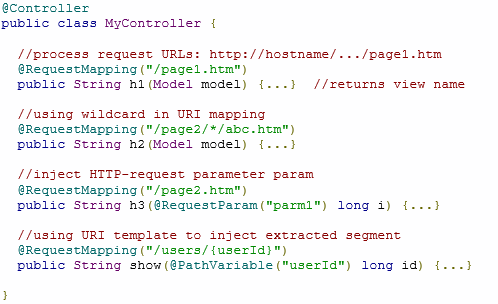 @Controller
public class MyController {
//process request URLs: http://hostname/.../page1.htm
@RequestMapping("/page1.htm")
public String h1(Model model) {...}  //returns view name
//using wildcard in URI mapping
@RequestMapping("/page2/*/abc.htm")
public String h2(Model model) {...}
//inject HTTP-request parameter param
@RequestMapping("/page2.htm")
public String h3(@RequestParam("parm1") long i) {...}
//using URI template to inject extracted segment
@RequestMapping("/users/{userId}")
public String show(@PathVariable("userId") long id) {...}
}